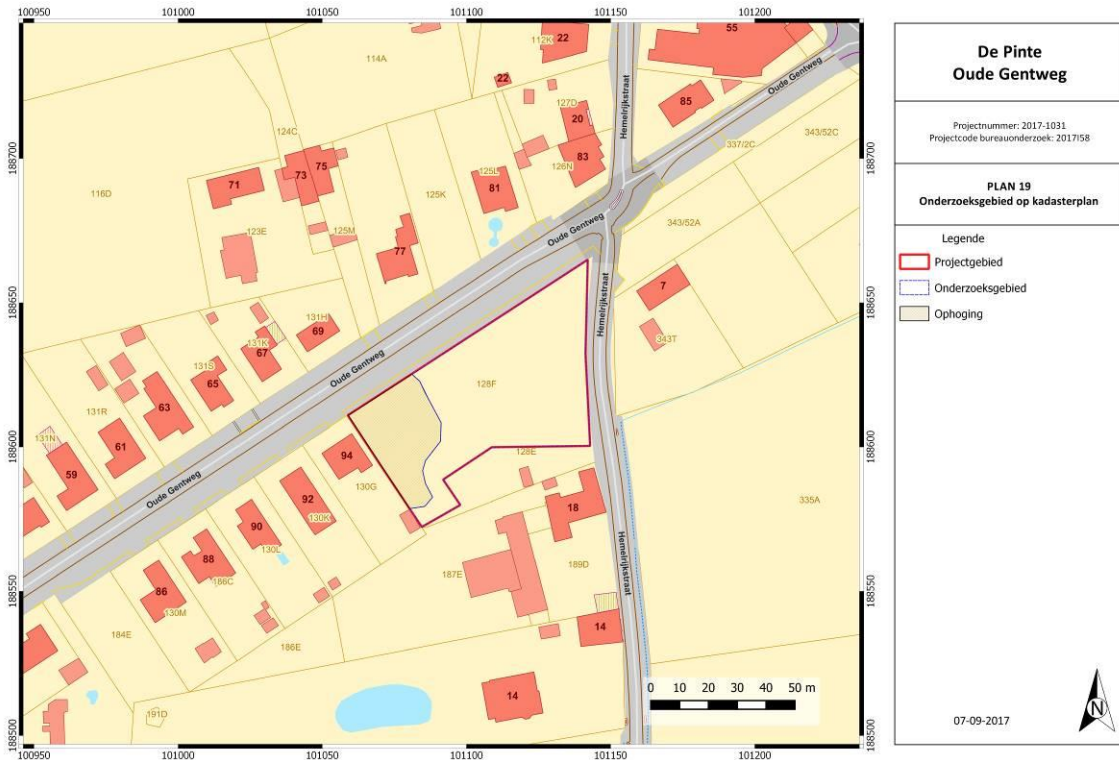 100950 101000 101050 101100 101150 101200
188700
188650
188600
188550
188500
188700
188650
188600
188550
188500
114A
112K
22
55
22
127D
20
85
Oude Gentweg
Hemelrijkstraat
343/52C
124C
337/2C
75
73
83
126N
71
116D
125L
81
125K
123E
125M
77
Oude Gentweg
343/52A
7
343T
Hemelrijkstraat
131H
69
131K
67
Oude Gentweg
131S
65
128F
131R
63
131N
61
59
94
128E
130G
Oude Gentweg
92
130K
335A
18
90
130L
88
187E
189D
Hemelrijkstraat
186C
86
130M
184E
186E
14
14
191D
0 10 20 30 40 50 m
100950 101000 101050 101100 101150 101200
De Pinte
Oude Gentweg
Projectnummer: 2017-1031
Projectcode bureauonderzoek: 2017I58
PLAN 19
Onderzoeksgebied op kadasterplan
Legende
Projectgebied
Onderzoeksgebied
Ophoging
07-09-2017
N